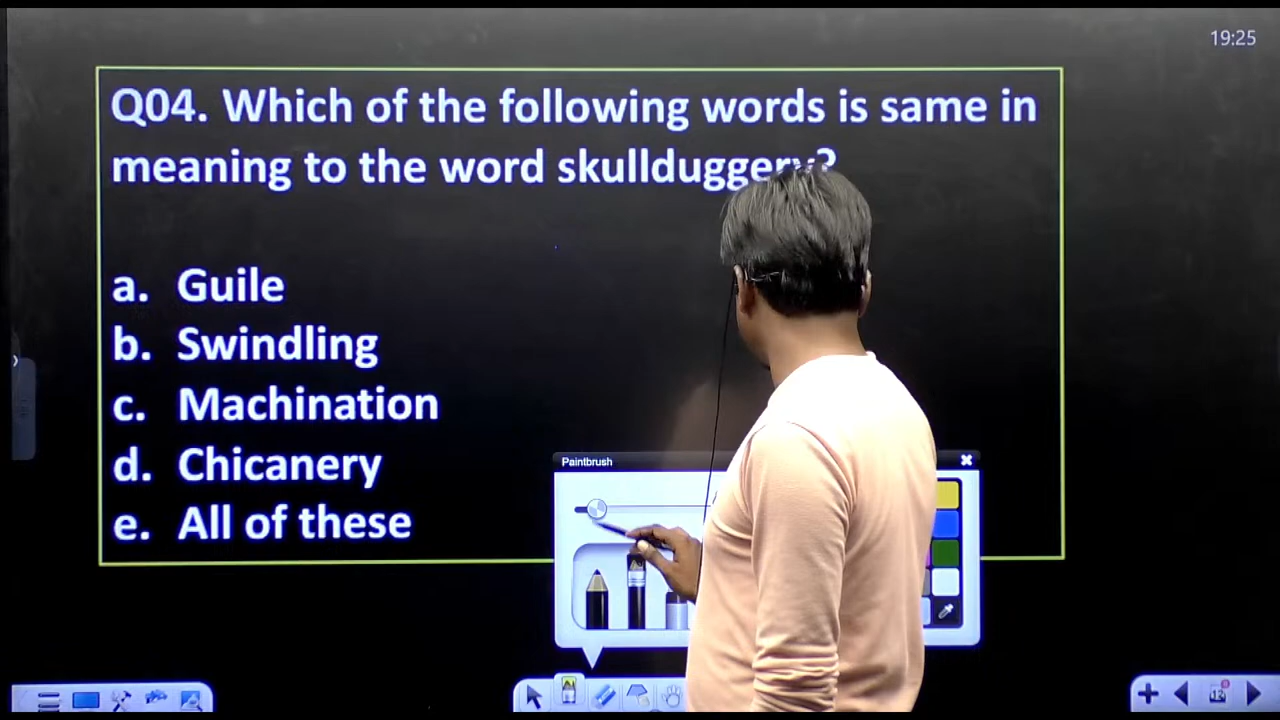 19:25
Q04. Which of the following words is same in
meaning to the word skullduggery?
a. Guile
b. Swindling
c. Machination
d. Chicanery
e. All of these
Paintbrush
12